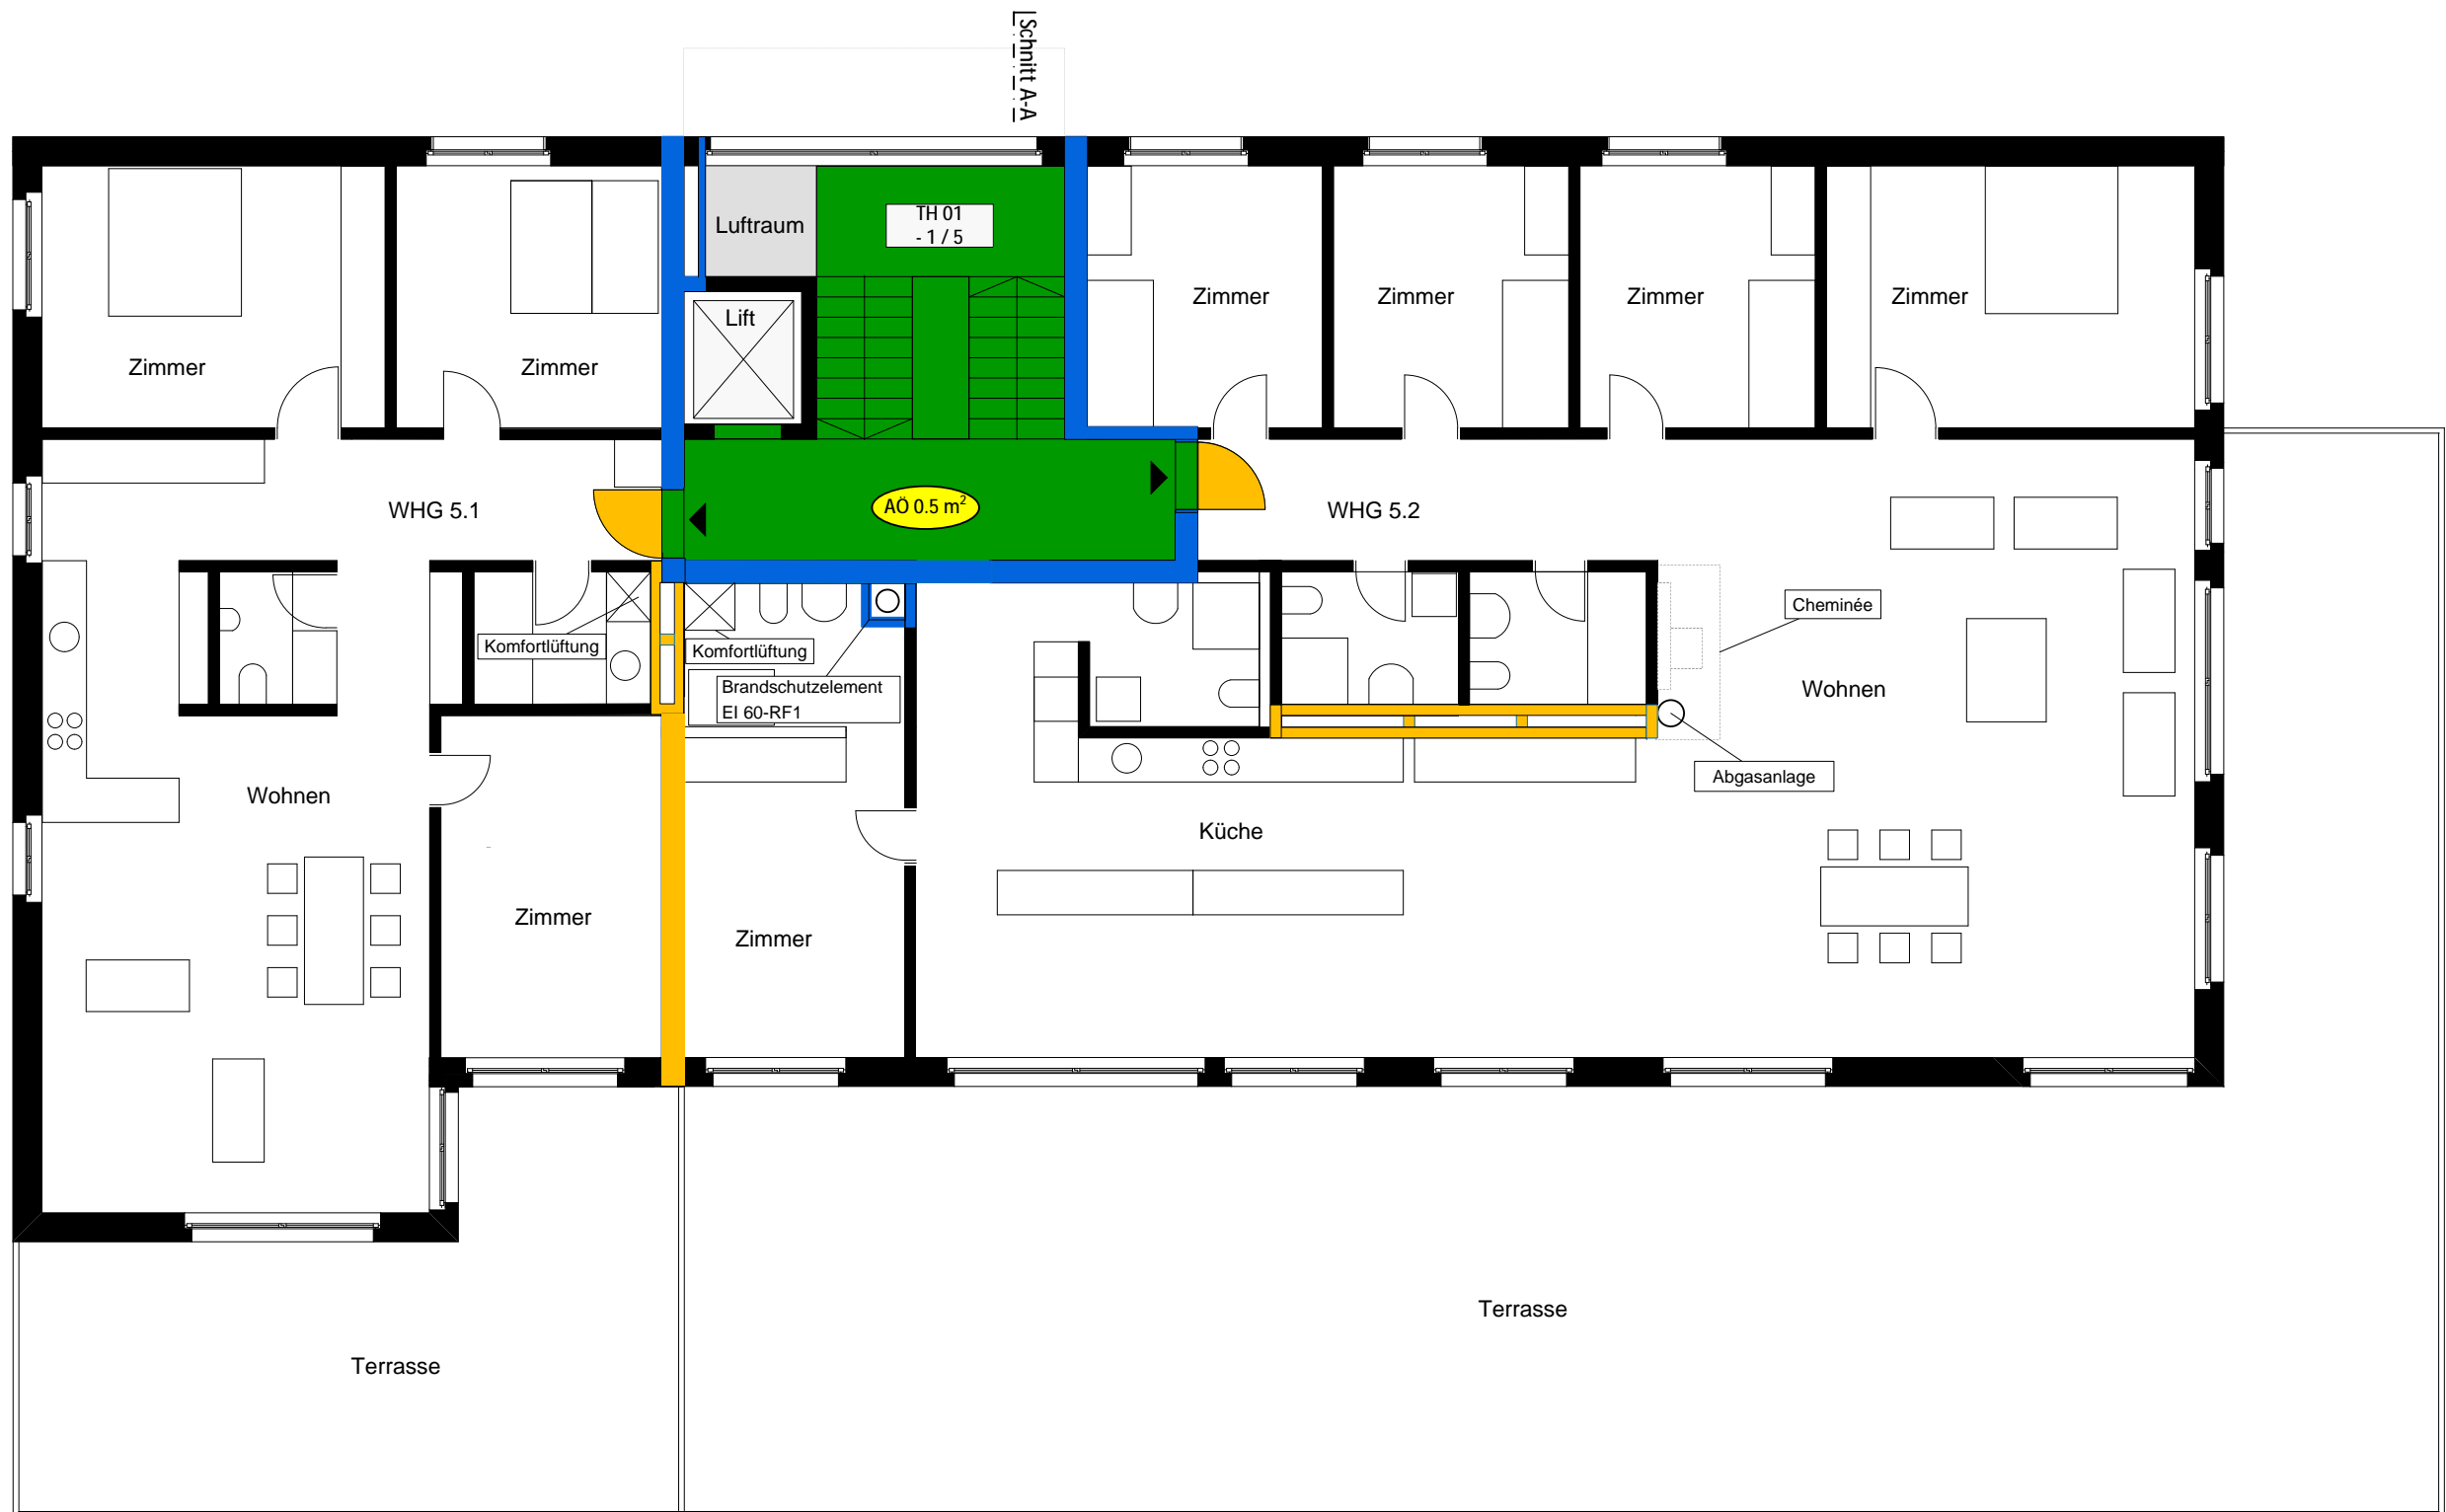 Schnitt A-A
TH 01
- 1 / 5
Luftraum
Lift
Zimmer
Zimmer
Zimmer
Zimmer
Zimmer
Zimmer
WHG 5.1
AÖ 0.5 m²
WHG 5.2
Komfortlüftung
Komfortlüftung
Brandschutzelement
EI 60-RF1
Cheminée
Wohnen
Abgasanlage
Wohnen
Küche
Zimmer
Zimmer
Terrasse
Terrasse